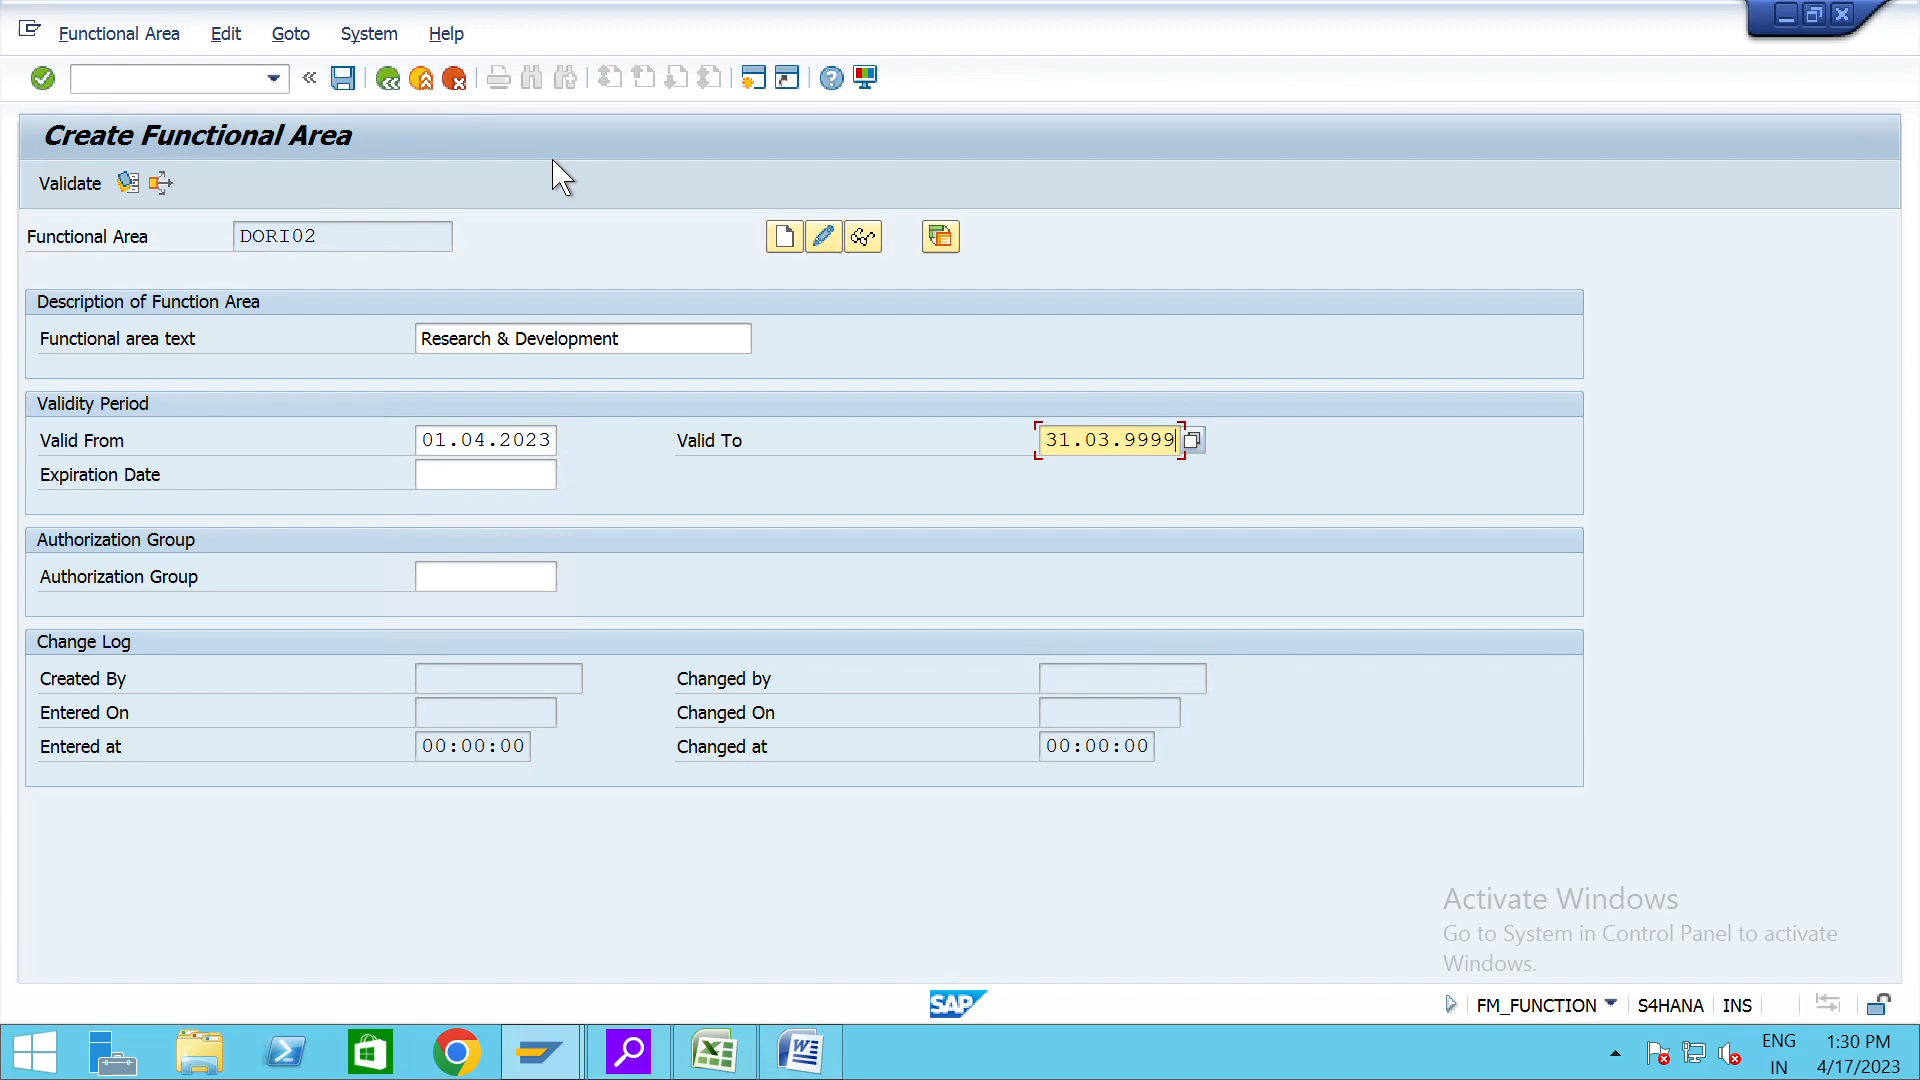 Functional Area Edit Goto System Help
Create Functional Area
Validate
Functional Area DORI02
Description of Function Area
Functional area text Research & Development
Validity Period
Valid From 01.04.2023 Valid To 31.03.9999
Expiration Date
Authorization Group
Authorization Group
Change Log
Created By Changed by
Entered On Changed On
Entered at 00:00:00 Changed at 00:00:00
Activate Windows
Go to System in Control Panel to activate
Windows.
SAP FM_FUNCTION S4HANA INS
ENG 1:30 PM
IN 4/17/2023